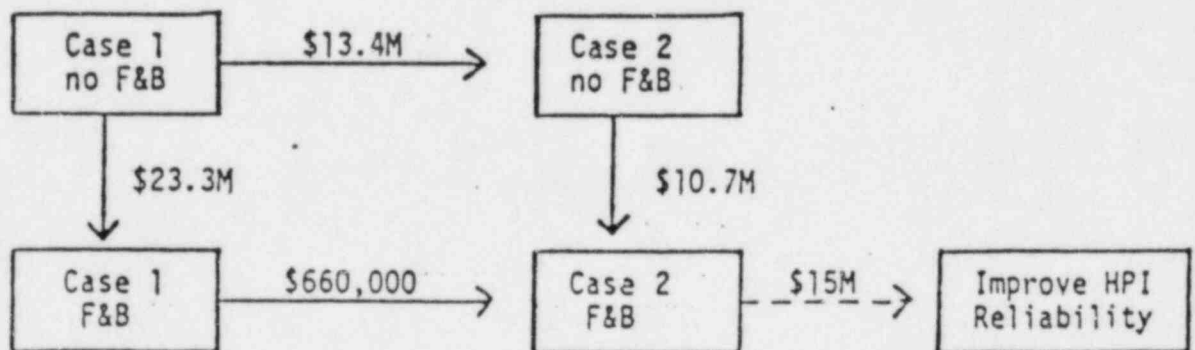 Case 1
no F&B
$13.4M
Case 2
no F&B
$23.3M
$10.7M
Case 1
F&B
$660,000
Case 2
F&B
$15M
Improve HPI
Reliability